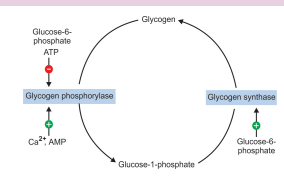 Glycogen
Glucose-6-
phosphate
ATP
Glycogen phosphorylase
Ca2+, AMP
Glycogen synthase
Glucose-6-
phosphate
Glucose-1-phosphate